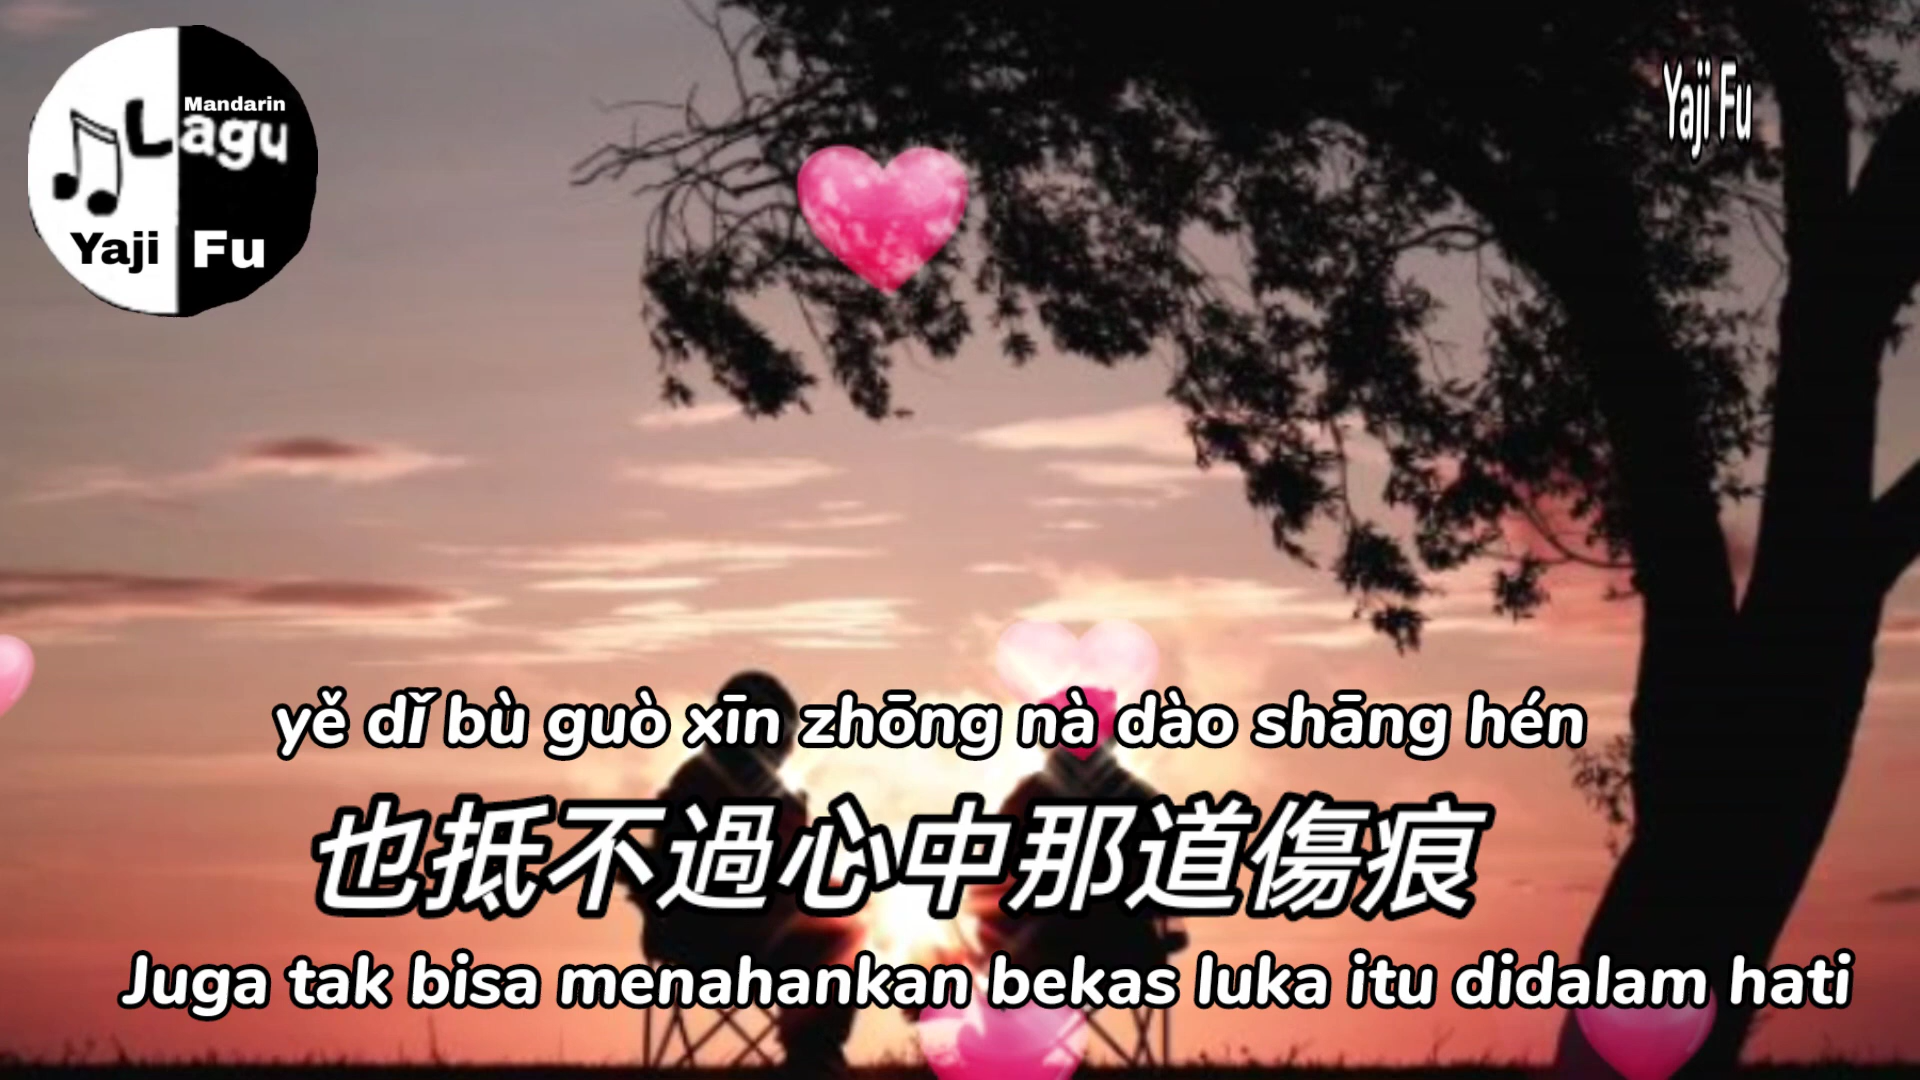 Mandarin
Lagu
Yaji Fu
Yaji Fu
yě dǐ bù guò xīn zhōng nà dào shāng hén
也抵不過心中那道傷痕
Juga tak bisa menahankan bekas luka itu didalam hati